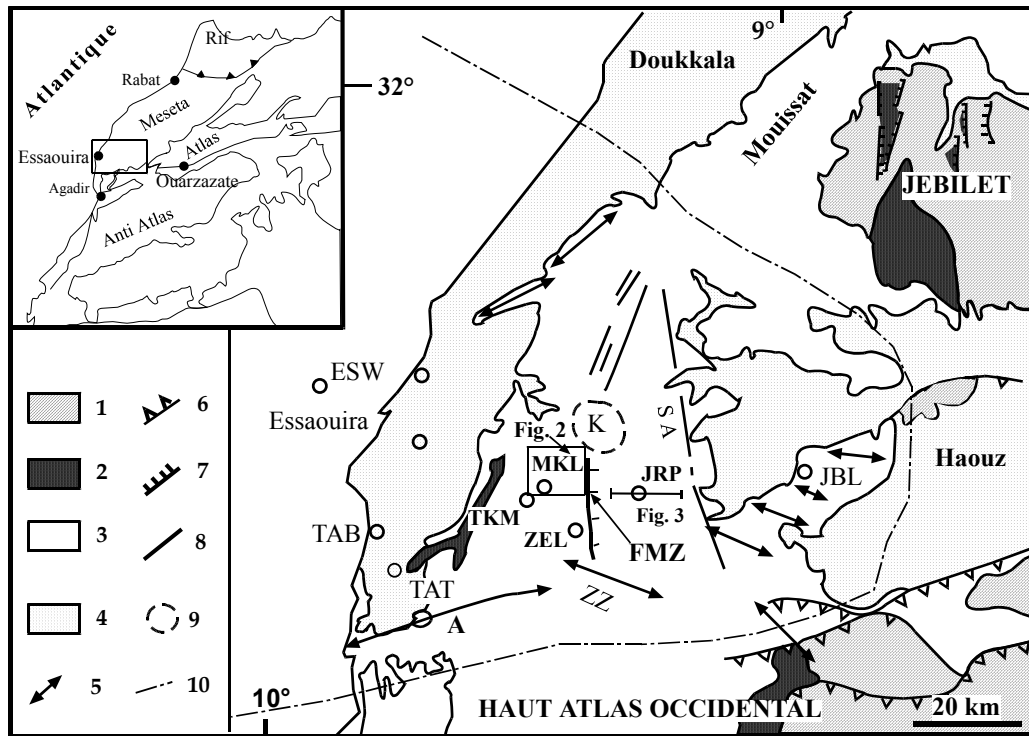 Atlantique
Rif
Rabat
Meseta
Essaouira
Atlas
Ouarzazate
Agadir
Anti Atlas
9°
32°
Doukkala
Mouissat
JEBILET
ESW
Essaouira
K
SA
Fig. 2
MKL
JRP
JBL
Haouz
TKM
Fig. 3
TAB
ZEL
FMZ
TAT
ZZ
A
10°
HAUT ATLAS OCCIDENTAL
20 km
1
6
2
7
3
8
4
9
5
10